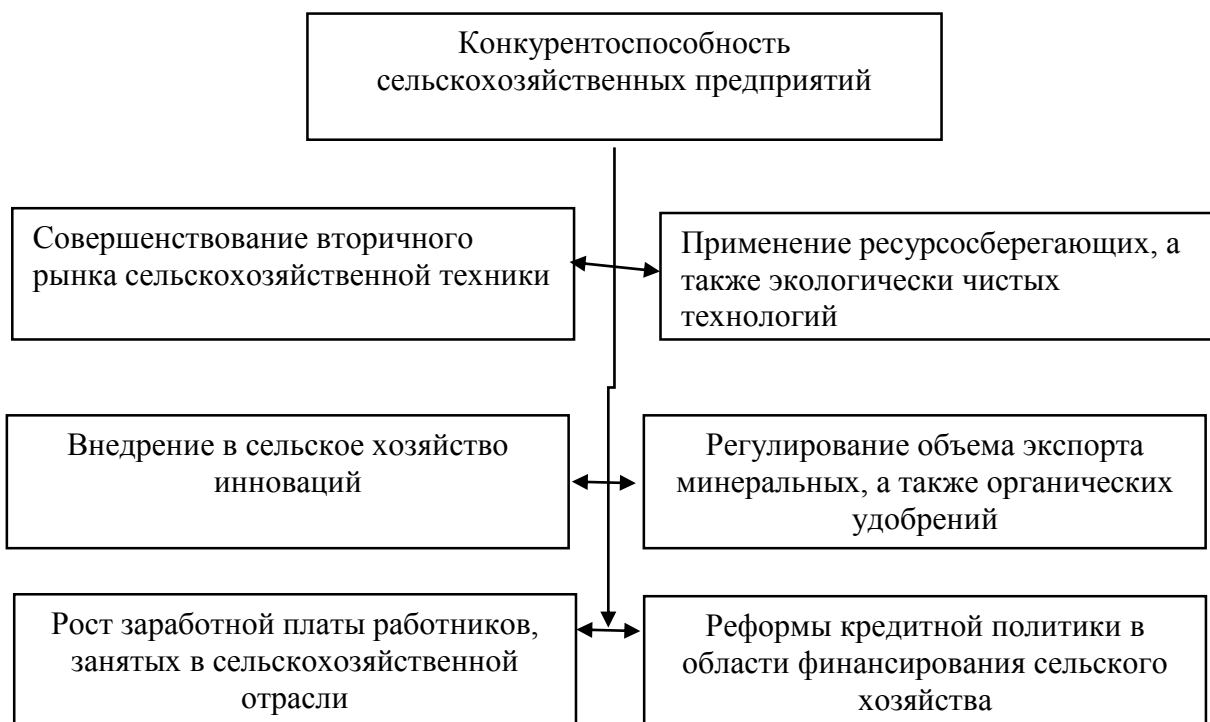 Конкурентоспособность
сельскохозяйственных предприятий
Совершенствование вторичного
рынка сельскохозяйственной техники
Применение ресурсосберегающих, а
также экологически чистых
технологий
Внедрение в сельское хозяйство
инноваций
Регулирование объема экспорта
минеральных, а также органических
удобрений
Рост заработной платы работников,
занятых в сельскохозяйственной
отрасли
Реформы кредитной политики в
области финансирования сельского
хозяйства